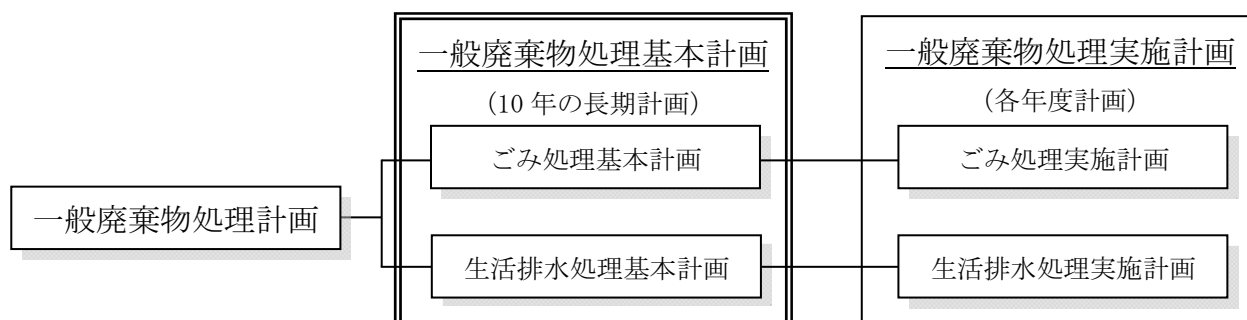 一般廃棄物処理計画
一般廃棄物処理基本計画
（10 年の長期計画）
ごみ処理基本計画
生活排水処理基本計画
一般廃棄物処理実施計画
（各年度計画）
ごみ処理実施計画
生活排水処理実施計画